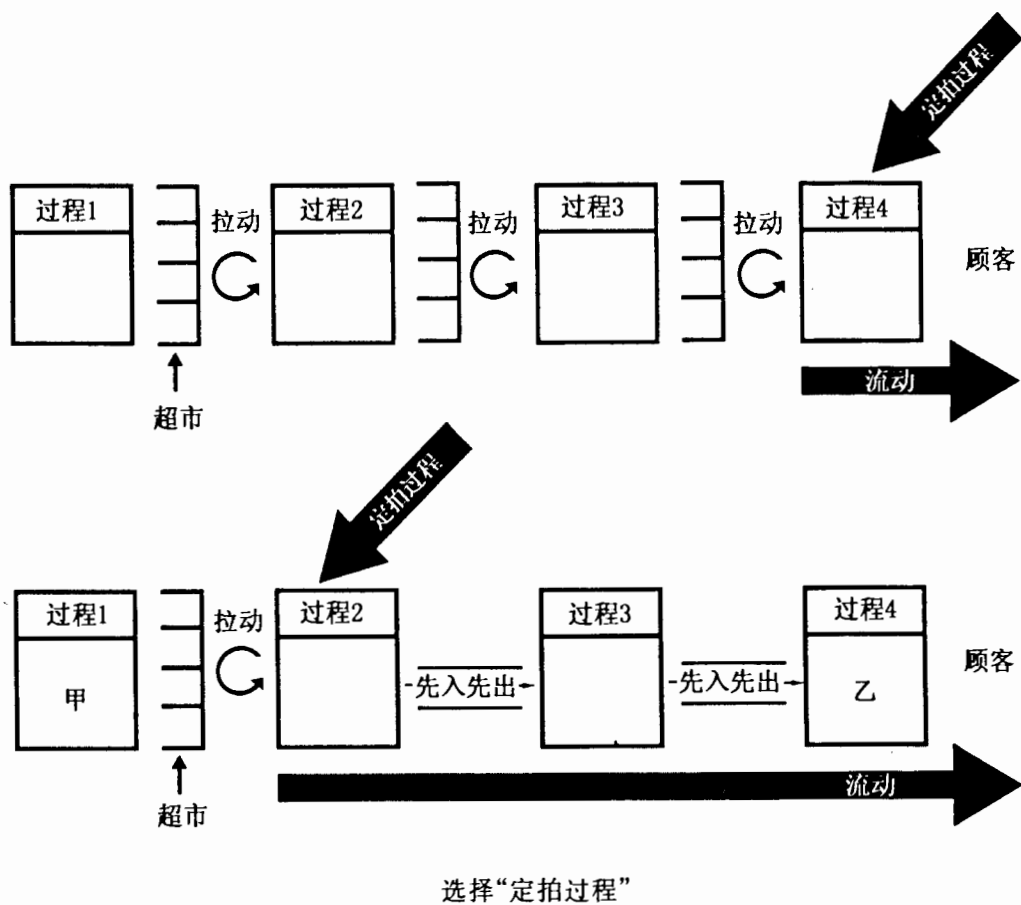 定拍过程
过程1
拉动
过程2
拉动
过程3
拉动
过程4
顾客
流动
超市
定拍过程
过程1
拉动
过程2
过程3
过程4
顾客
甲
先入先出
先入先出
乙
流动
超市
选择“定拍过程”